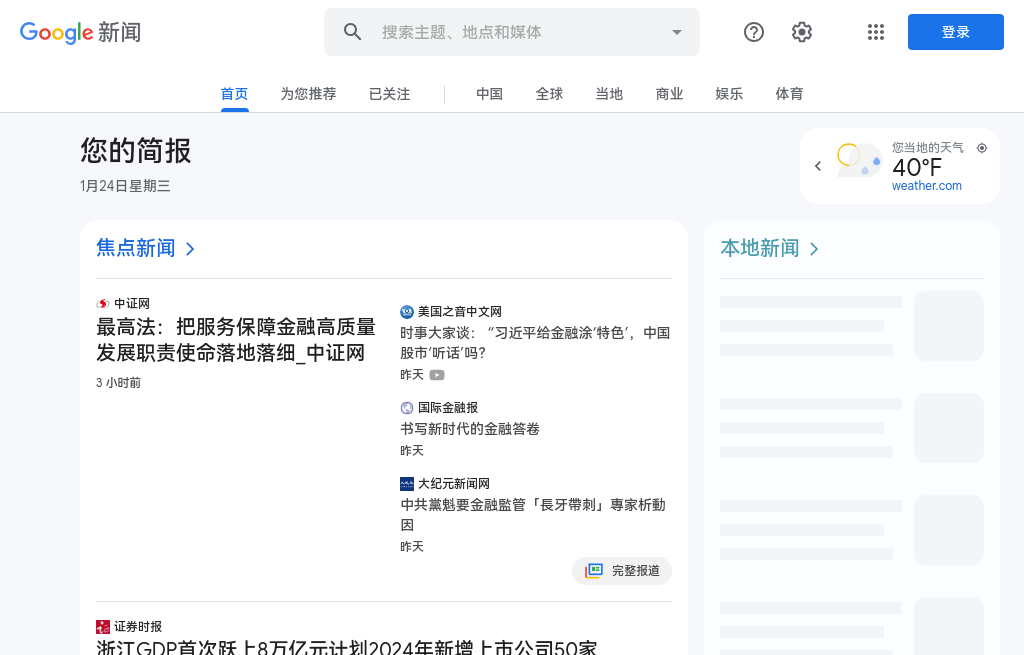 Google 新闻
搜索主题、地点和媒体
登录
首页
为您推荐
已关注
中国
全球
当地
商业
娱乐
体育
您的简报
1月24日星期三
您当地的天气
40°F
weather.com
焦点新闻
中证网
最高法：把服务保障金融高质量
发展职责使命落地落细_中证网
3 小时前
美国之音中文网
时事大家谈：“习近平给金融涂‘特色’，中国
股市‘听话’吗？
昨天
国际金融报
书写新时代的金融答卷
昨天
大纪元新闻网
中共黨魁要金融監管「長牙帶刺」專家析動
因
昨天
完整报道
证券时报
浙江GDP首次跃上8万亿元计划2024年新增上市公司50家
本地新闻